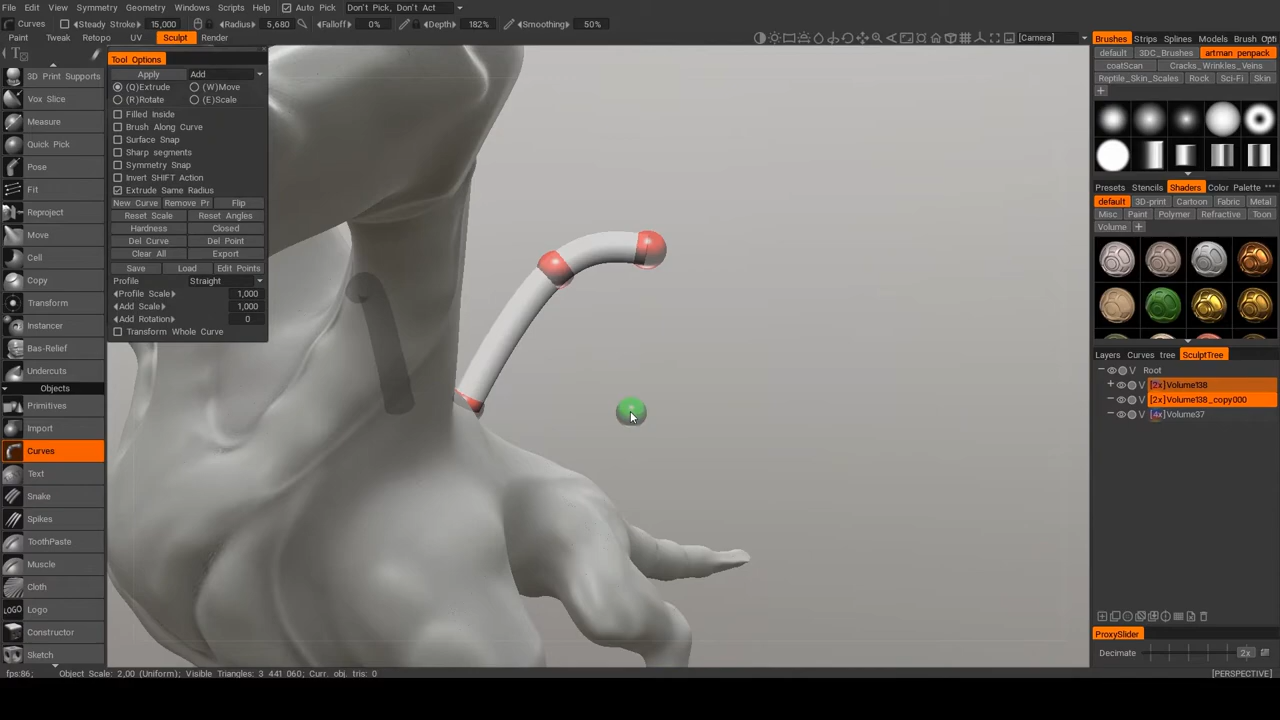 File Edit View Symmetry Geometry Windows Scripts Help Auto Pick Don't Pick, Don't Act
Curves Steady Stroke 15,000 Radius 5,680 Falloff 0% Depth 182% Smoothing 50%
Paint Tweak Retopo UV Sculpt Render [Camera]
3D Print Supports
Vox Slice
Measure
Quick Pick
Pose
Fit
Reproject
Move
Cell
Copy
Transform
Instancer
Bas-Relief
Undercuts
Objects
Primitives
Import
Curves
Text
Snake
Spikes
ToothPaste
Muscle
Cloth
Logo
Constructor
Sketch
Tool Options
Apply Add
(Q)Extrude (W)Move
(R)Rotate (E)Scale
Filled Inside
Brush Along Curve
Surface Snap
Sharp segments
Symmetry Snap
Invert SHIFT Action
Extrude Same Radius
New Curve Remove Pr Flip
Reset Scale Reset Angles
Hardness Closed
Del Curve Del Point
Clear All Export
Save Load Edit Points
Profile Straight
Profile Scale 1,000
Add Scale 1,000
Add Rotation 0
Transform Whole Curve
Brushes Strips Splines Models Brush Opti
default 3DC_Brushes artman penpack
coatScan Cracks_Wrinkles_Veins
Reptile_Skin_Scales Rock Sci-Fi Skin
Presets Stencils Shaders Color Palette
default 3D-print Cartoon Fabric Metal
Misc Paint Polymer Refractive Toon
Volume
Layers Curves tree SculptTree
Root
V [2x]Volume138
V [2x]Volume138_copy000
V [4x]Volume37
ProxySlider
Decimate 2x
fps:86; Object Scale: 2,00 (Uniform); Visible Triangles: 3 441 060; Curr. obj. tris: 0 [PERSPECTIVE]